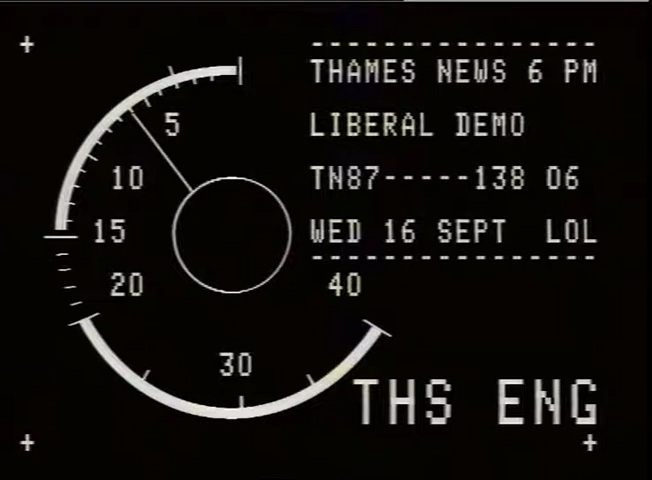 THAMES NEWS 6 PM
LIBERAL DEMO
TN87-----138 06
WED 16 SEPT LOL
5
10
15
20
30
40
THS ENG